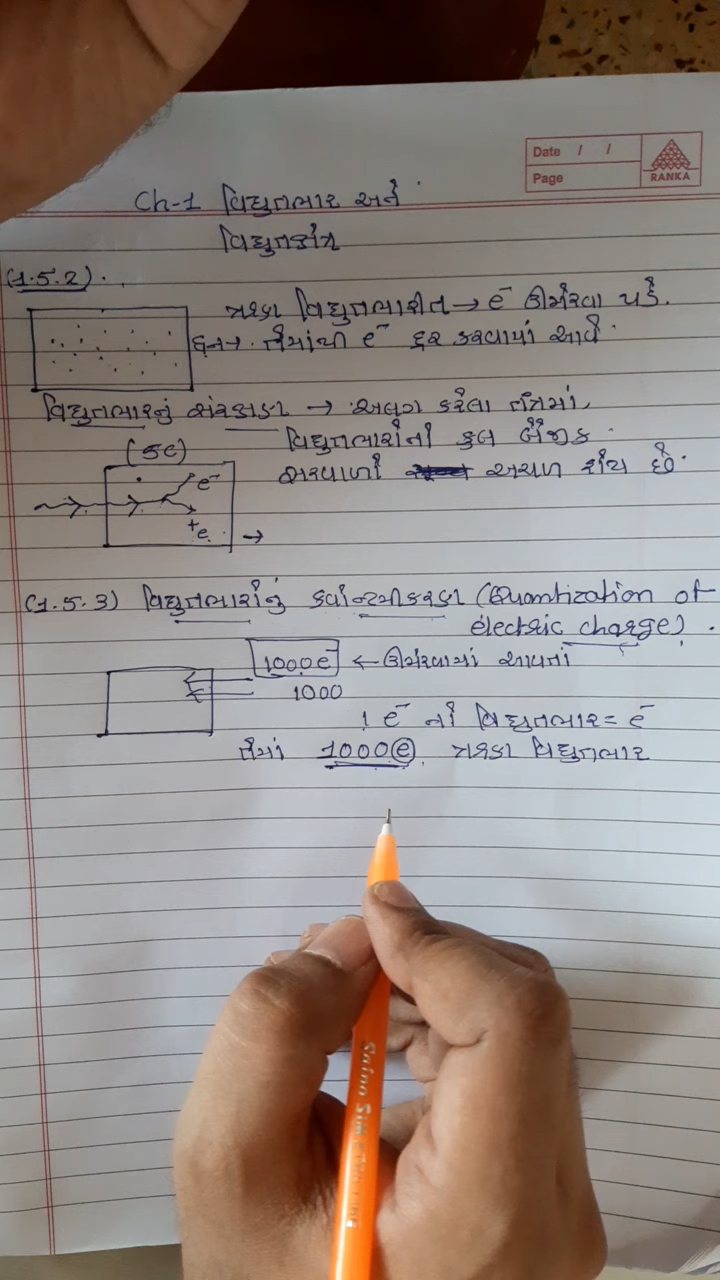 Date / /
Page
RANKA
Ch-1 વિદ્યુતભાર અને
વિદ્યુતક્ષેત્ર
(1.5.2).
ઋણ વિદ્યુતભારીત → e⁻ ઉમેરવા પડે.
ધન → તેમાંથી e⁻ દૂર કરવામાં આવે.
વિદ્યુતભારનું સંરક્ષણ → અલગ કરેલા તંત્રમાં
(5c) વિદ્યુતભારોનો કુલ બૈજીક
સરવાળો અચળ હોય છે.
e⁻
+e
→
(1.5.3) વિદ્યુતભારોનું ક્વોન્ટમીકરણ (Quantization of
electric charge).
1000e⁻ ← ઉમેરવામાં આવતાં
1000
1 e⁻ નો વિદ્યુતભાર = e⁻
તેમાં 1000e ઋણ વિદ્યુતભાર